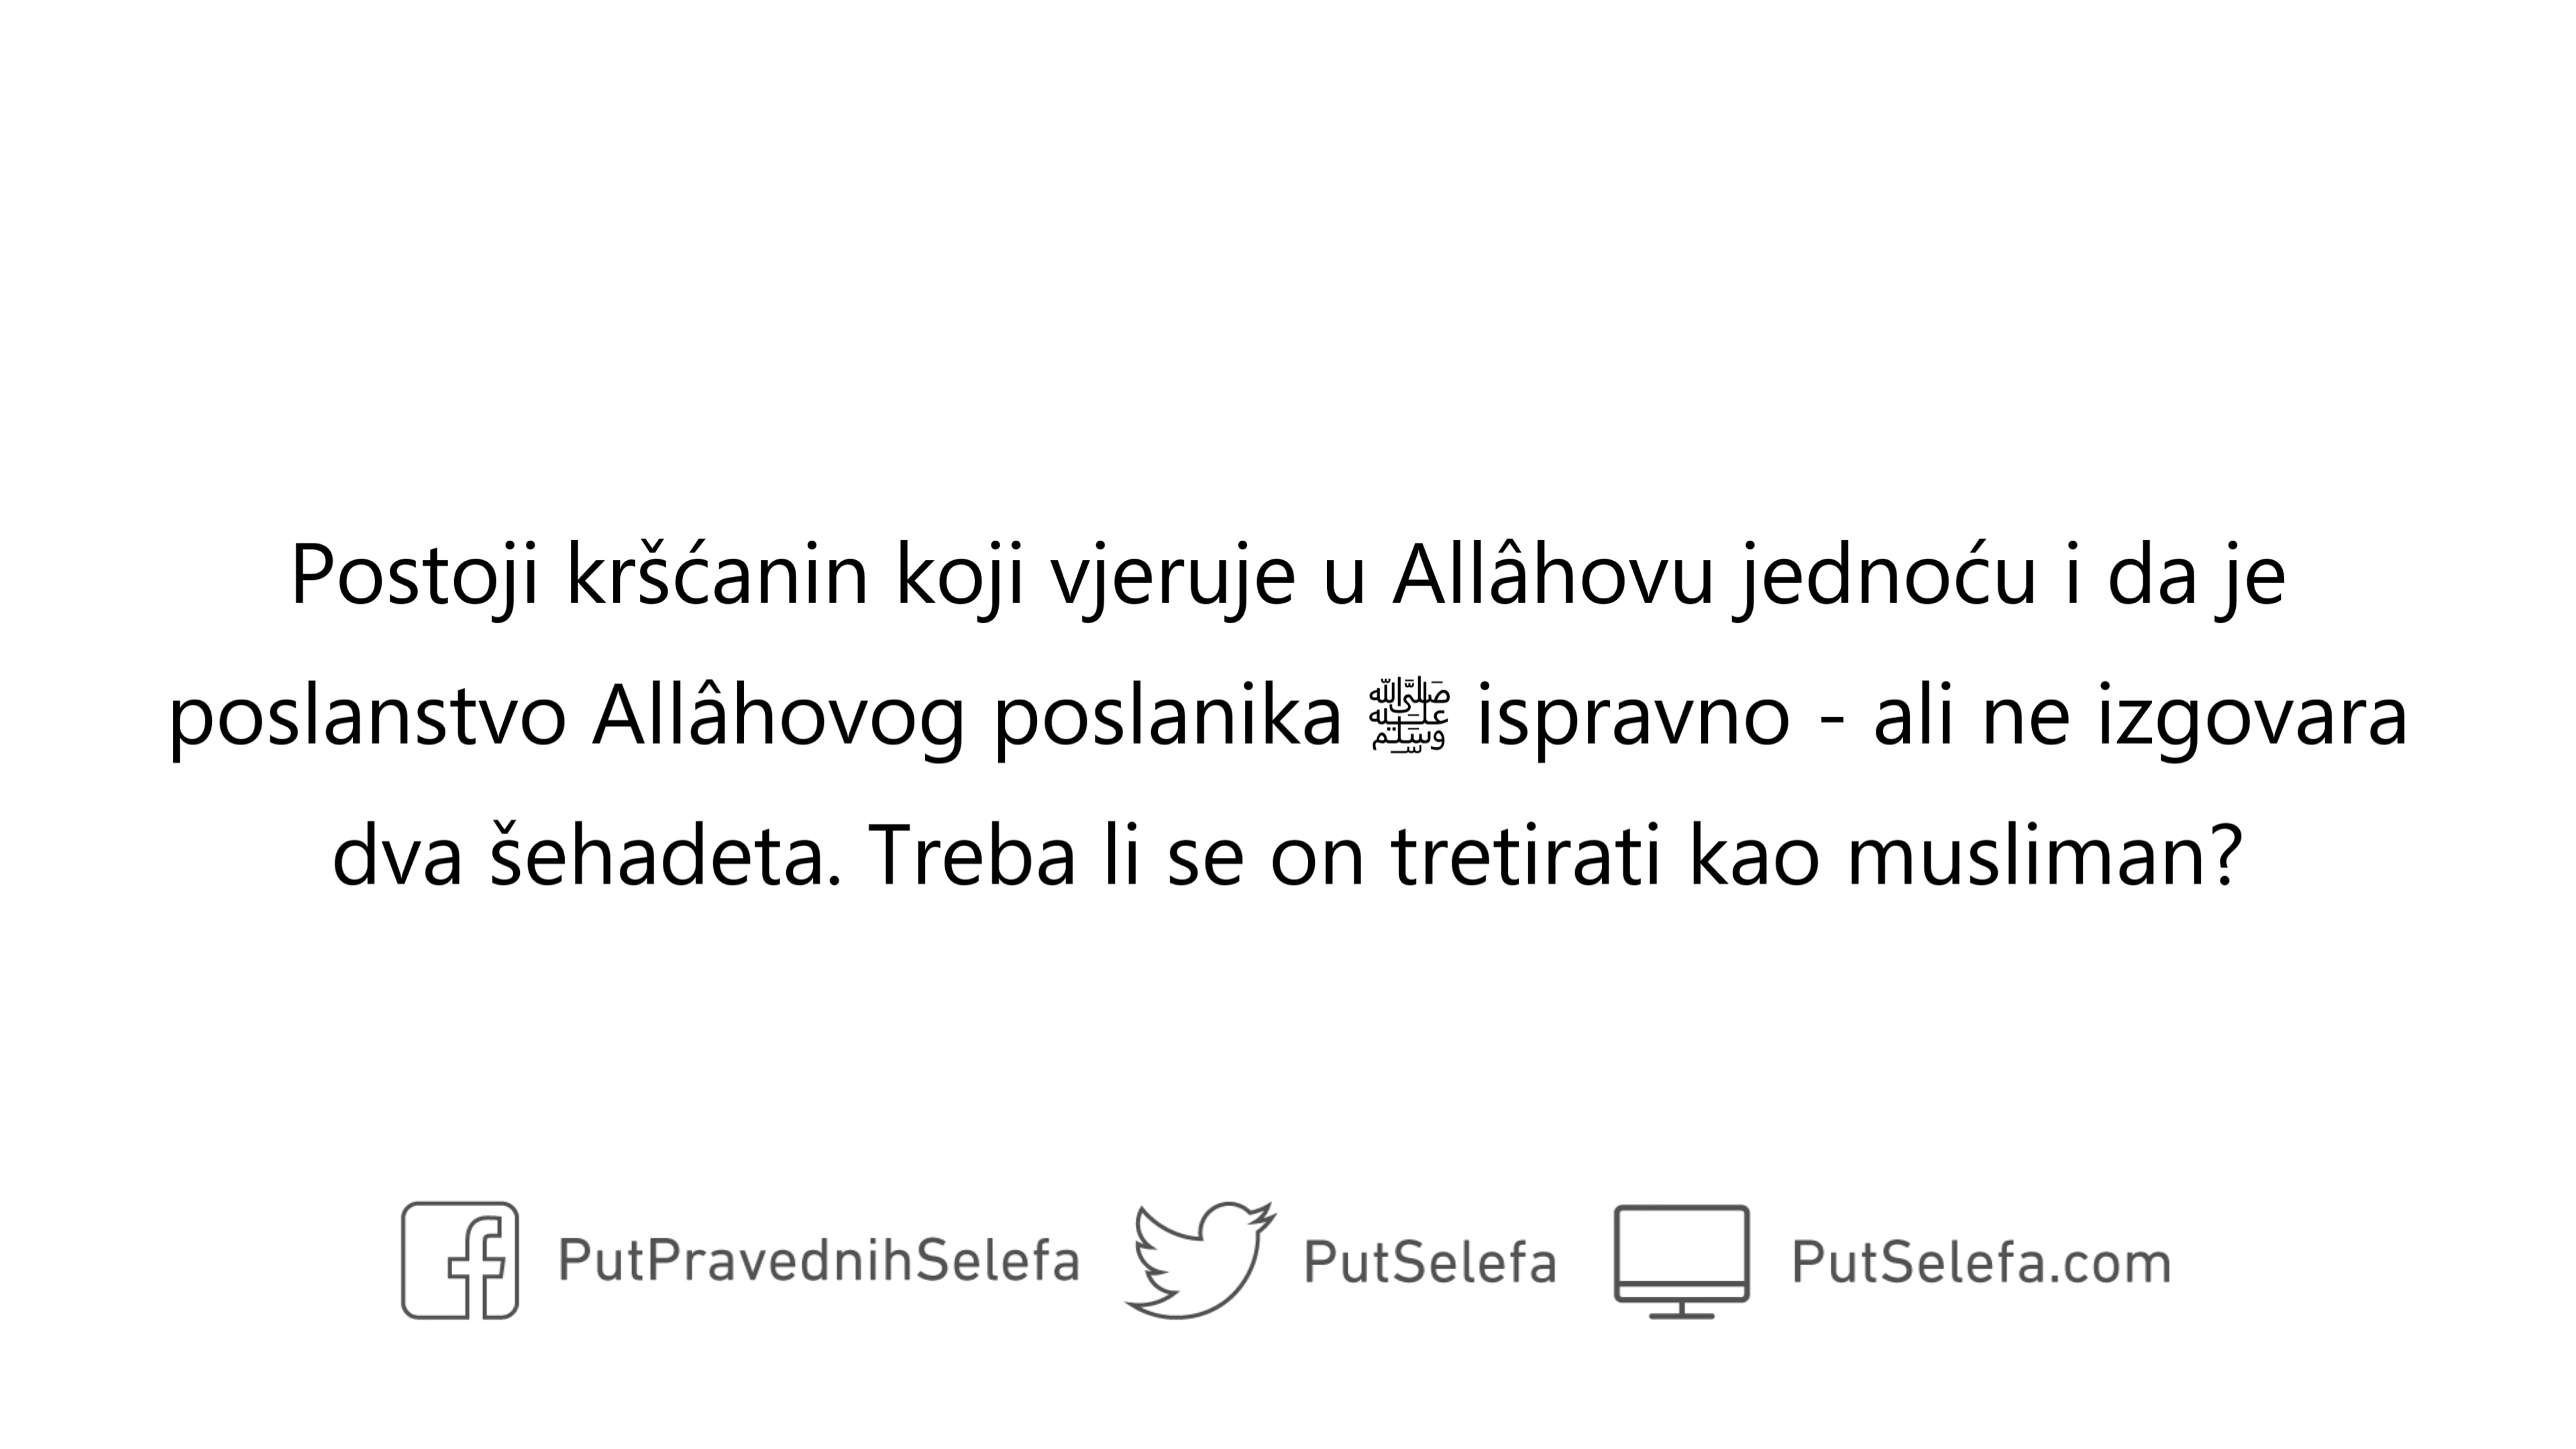 Postoji kršćanin koji vjeruje u Allâhovu jednoću i da je
poslanstvo Allâhovog poslanika ﷺ ispravno - ali ne izgovara
dva šehadeta. Treba li se on tretirati kao musliman?
PutPravednihSelefa PutSelefa PutSelefa.com